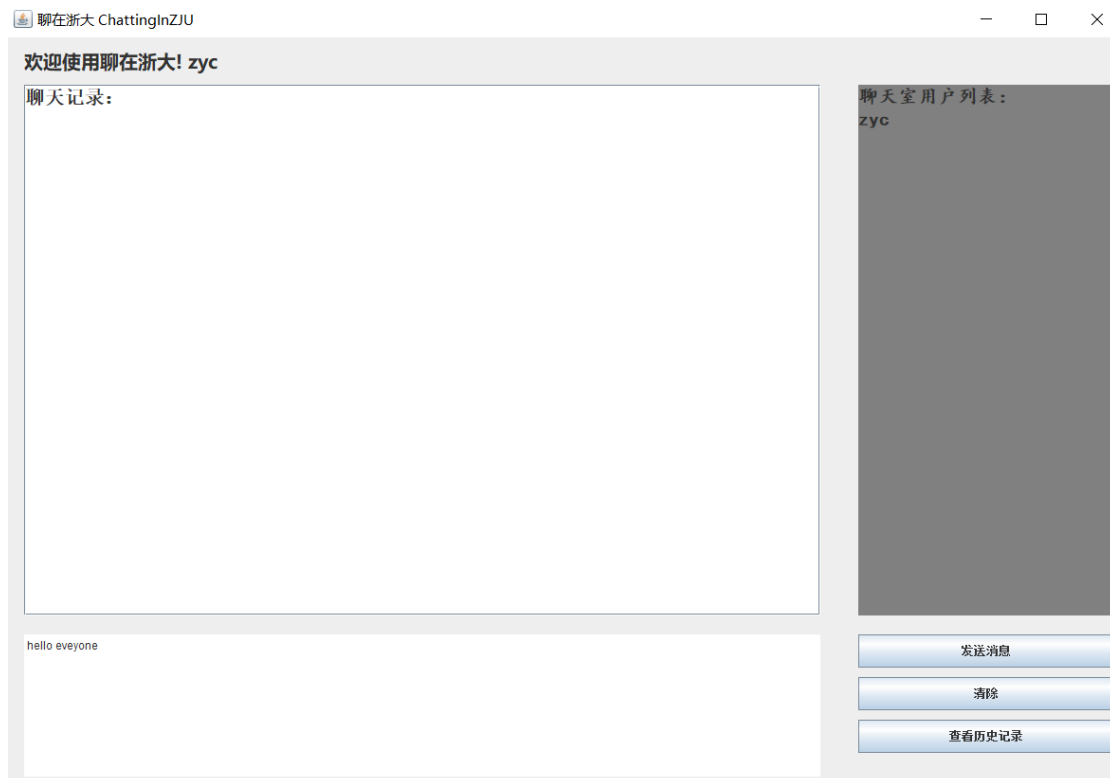 聊在浙大 ChattingInZJU
欢迎使用聊在浙大! zyc
聊天记录：
聊天室用户列表：
zyc
hello eveyone
发送消息
清除
查看历史记录